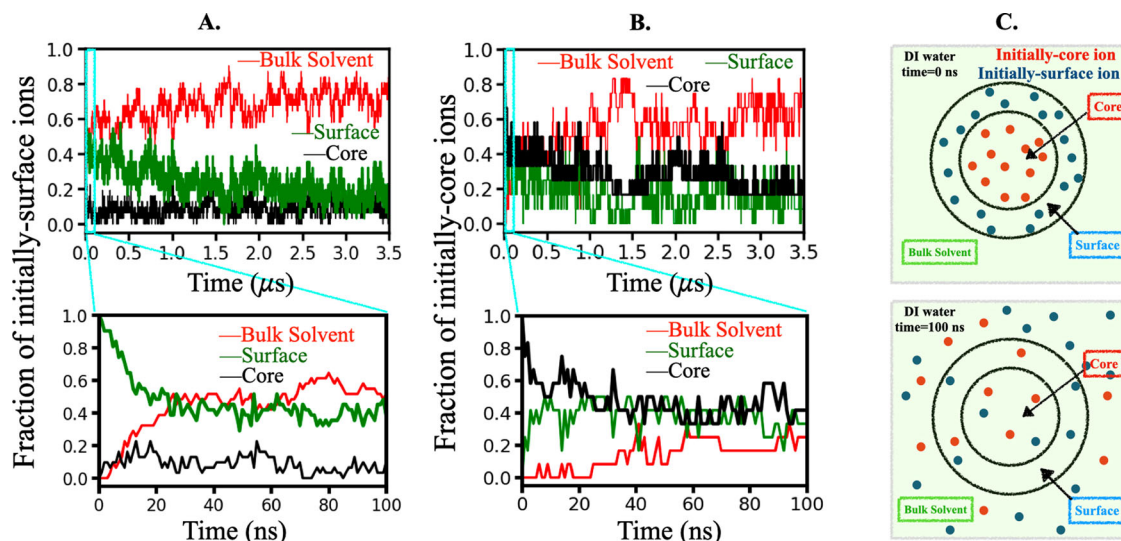 A.
Fraction of initially-surface ions
1.0
0.8
0.6
0.4
0.2
0.0
Bulk Solvent
Surface
Core
0.0 0.5 1.0 1.5 2.0 2.5 3.0 3.5
Time (μs)
1.0
0.8
0.6
0.4
0.2
0.0
Bulk Solvent
Surface
Core
0 20 40 60 80 100
Time (ns)
B.
Fraction of initially-core ions
1.0
0.8
0.6
0.4
0.2
0.0
Bulk Solvent Surface
Core
0.0 0.5 1.0 1.5 2.0 2.5 3.0 3.5
Time (μs)
1.0
0.8
0.6
0.4
0.2
0.0
Bulk Solvent
Surface
Core
0 20 40 60 80 100
Time (ns)
C.
DI water
time=0 ns
Initially-core ion
Initially-surface ion
Core
Bulk Solvent
Surface
DI water
time=100 ns
Core
Bulk Solvent
Surface